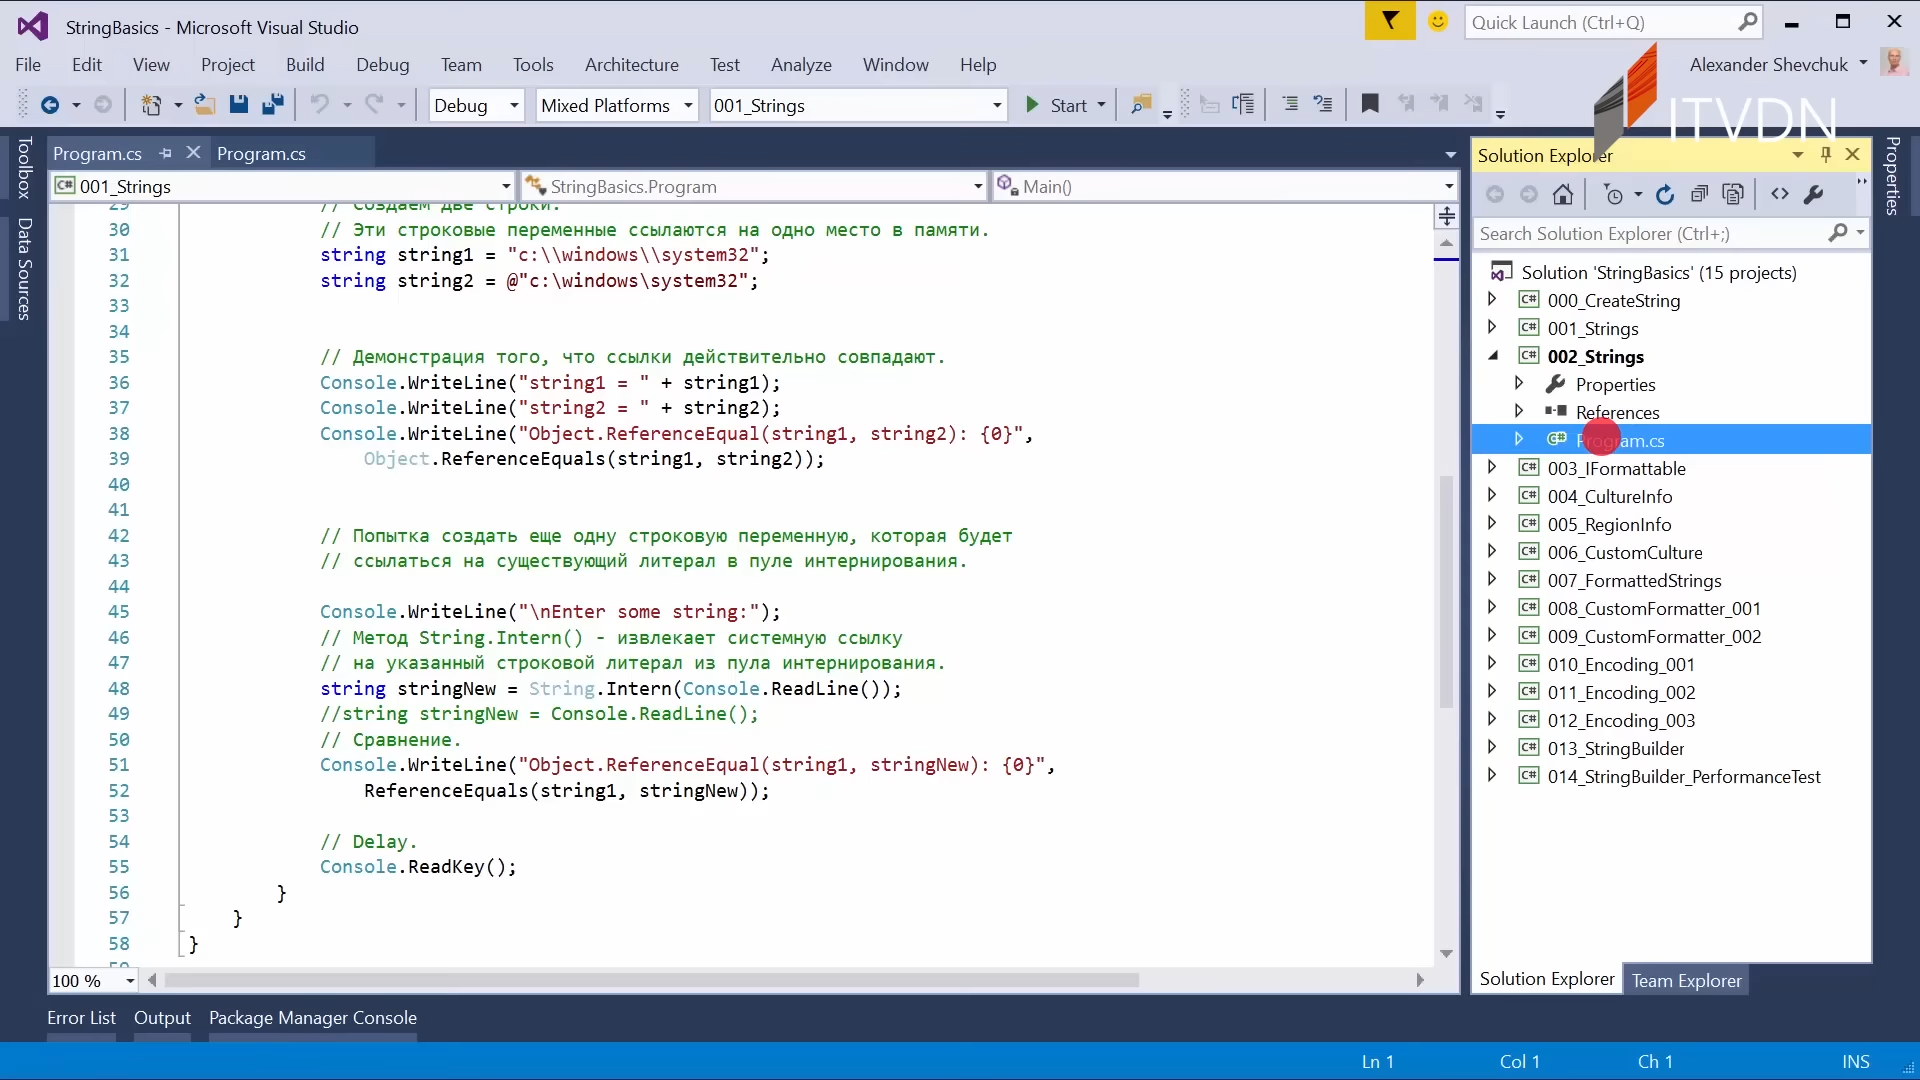 StringBasics - Microsoft Visual Studio
Quick Launch (Ctrl+Q)
File Edit View Project Build Debug Team Tools Architecture Test Analyze Window Help
Alexander Shevchuk
Debug Mixed Platforms 001_Strings Start
ITVDN
Toolbox
Data Sources
Program.cs Program.cs
001_Strings StringBasics.Program Main()
29 // Создаем две строки.
30 // Эти строковые переменные ссылаются на одно место в памяти.
31 string string1 = "c:\\windows\\system32";
32 string string2 = @"c:\windows\system32";
33
34
35 // Демонстрация того, что ссылки действительно совпадают.
36 Console.WriteLine("string1 = " + string1);
37 Console.WriteLine("string2 = " + string2);
38 Console.WriteLine("Object.ReferenceEqual(string1, string2): {0}",
39 Object.ReferenceEquals(string1, string2));
40
41
42 // Попытка создать еще одну строковую переменную, которая будет
43 // ссылаться на существующий литерал в пуле интернирования.
44
45 Console.WriteLine("\nEnter some string:");
46 // Метод String.Intern() - извлекает системную ссылку
47 // на указанный строковой литерал из пула интернирования.
48 string stringNew = String.Intern(Console.ReadLine());
49 //string stringNew = Console.ReadLine();
50 // Сравнение.
51 Console.WriteLine("Object.ReferenceEqual(string1, stringNew): {0}",
52 ReferenceEquals(string1, stringNew));
53
54 // Delay.
55 Console.ReadKey();
56 }
57 }
58 }
59
100 %
Solution Explorer
Search Solution Explorer (Ctrl+;)
Solution 'StringBasics' (15 projects)
000_CreateString
001_Strings
002_Strings
Properties
References
Program.cs
003_IFormattable
004_CultureInfo
005_RegionInfo
006_CustomCulture
007_FormattedStrings
008_CustomFormatter_001
009_CustomFormatter_002
010_Encoding_001
011_Encoding_002
012_Encoding_003
013_StringBuilder
014_StringBuilder_PerformanceTest
Solution Explorer Team Explorer
Properties
Error List Output Package Manager Console
Ln 1 Col 1 Ch 1 INS